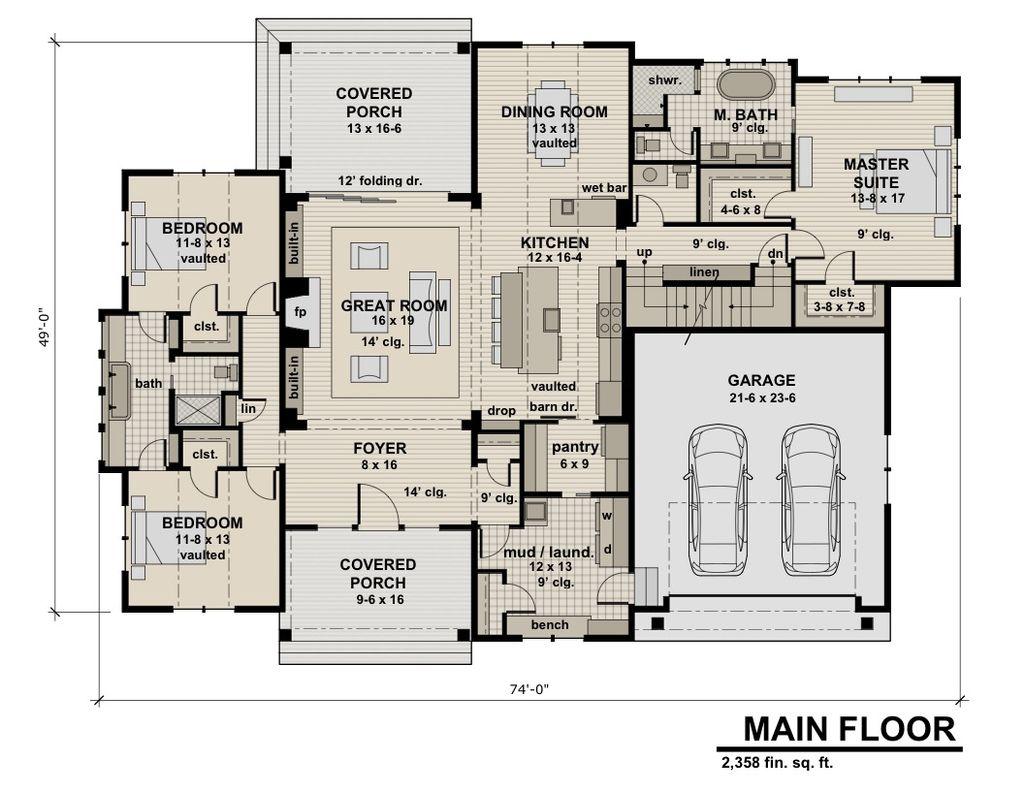 COVERED
PORCH
13 x 16-6
12' folding dr.
DINING ROOM
13 x 13
vaulted
wet bar
shwr.
M. BATH
9' clg.
clst.
4-6 x 8
MASTER
SUITE
13-8 x 17
9' clg.
BEDROOM
11-8 x 13
vaulted
clst.
built-in
fp
built-in
GREAT ROOM
16 x 19
14' clg.
KITCHEN
12 x 16-4
vaulted
barn dr.
drop
up
9' clg.
linen
dn
clst.
3-8 x 7-8
49'-0"
bath
lin
clst.
BEDROOM
11-8 x 13
vaulted
FOYER
8 x 16
14' clg.
9' clg.
pantry
6 x 9
GARAGE
21-6 x 23-6
COVERED
PORCH
9-6 x 16
mud / laund.
12 x 13
9' clg.
w
d
bench
74'-0"
MAIN FLOOR
2,358 fin. sq. ft.